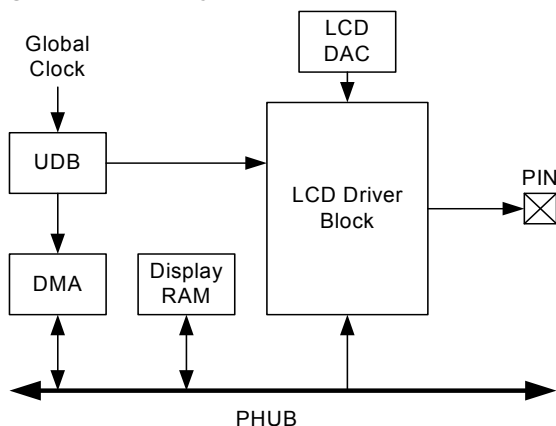 LCD
DAC
Global
Clock
UDB
LCD Driver
Block
PIN
DMA
Display
RAM
PHUB